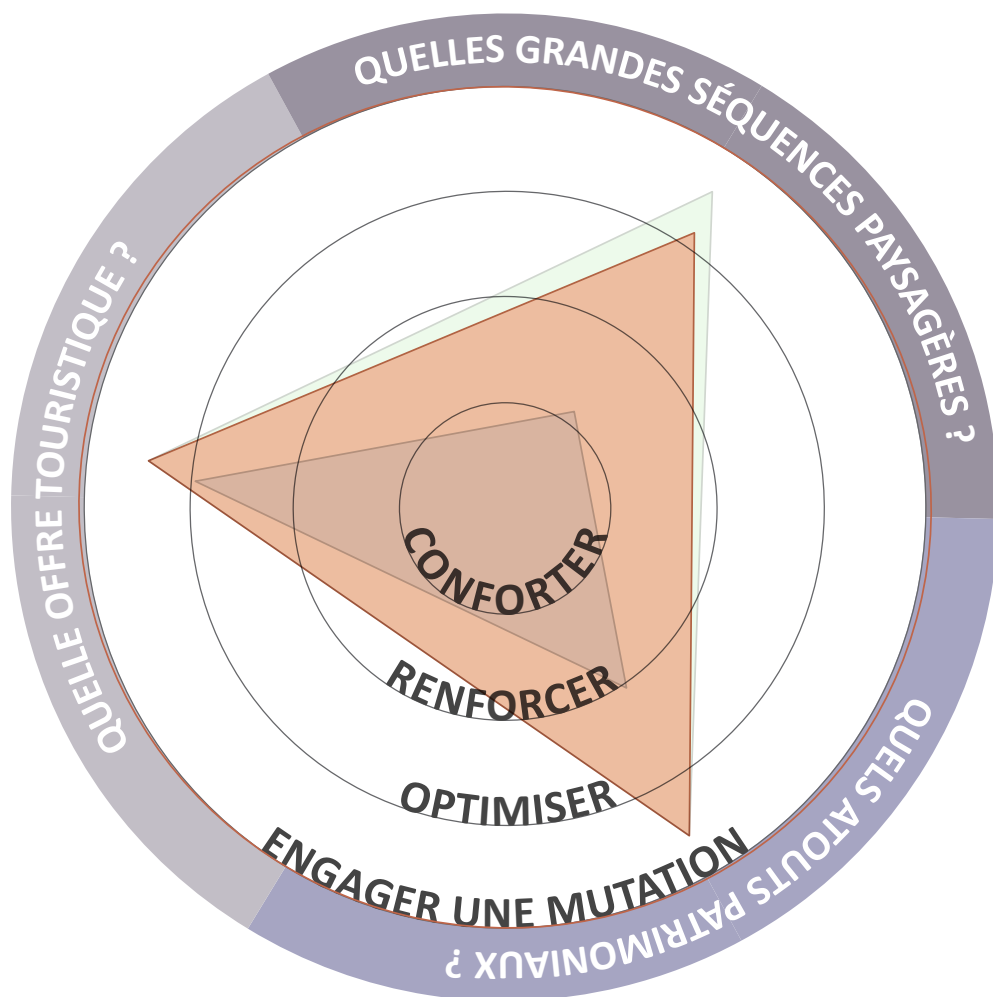 QUELLES GRANDES SÉQUENCES PAYSAGÈRES ?
QUELLE OFFRE TOURISTIQUE ?
CONFORTER
RENFORCER
OPTIMISER
ENGAGER UNE MUTATION
QUELS ATOUTS PATRIMONIAUX ?